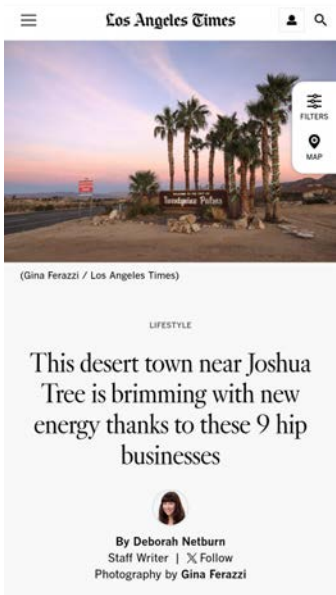 Los Angeles Times
FILTERS
MAP
Twentynine Palms
(Gina Ferazzi / Los Angeles Times)
LIFESTYLE
This desert town near Joshua
Tree is brimming with new
energy thanks to these 9 hip
businesses
By Deborah Netburn
Staff Writer | X Follow
Photography by Gina Ferazzi